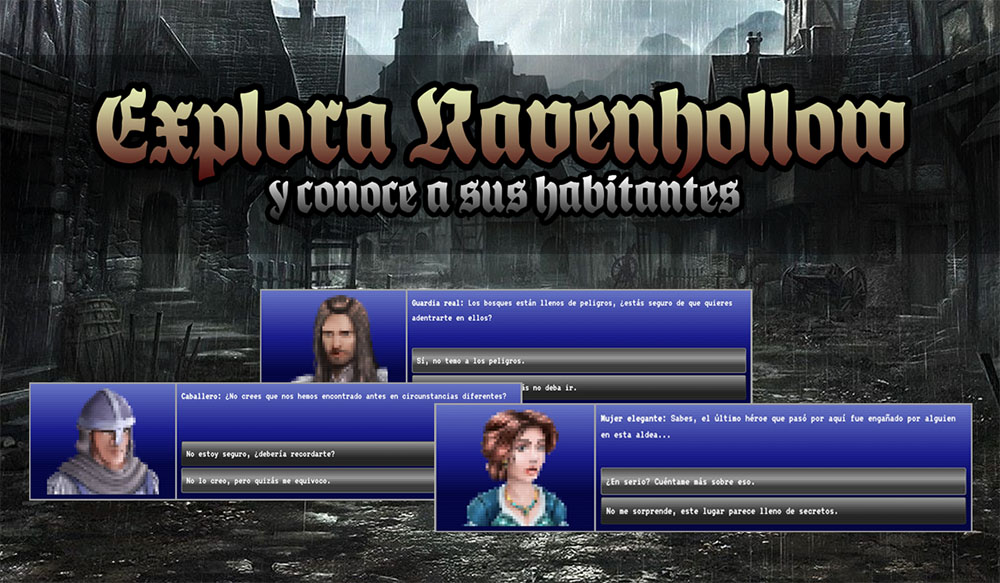 Explora Ravenhollow
y conoce a sus habitantes
Guardia real: Los bosques están llenos de peligros, ¿estás seguro de que quieres
adentrarte en ellos?
Sí, no temo a los peligros.
ás no deba ir.
Caballero: ¿No crees que nos hemos encontrado antes en circunstancias diferentes?
No estoy seguro, ¿debería recordarte?
No lo creo, pero quizás me equivoco.
Mujer elegante: Sabes, el último héroe que pasó por aquí fue engañado por alguien
en esta aldea...
¿En serio? Cuéntame más sobre eso.
No me sorprende, este lugar parece lleno de secretos.